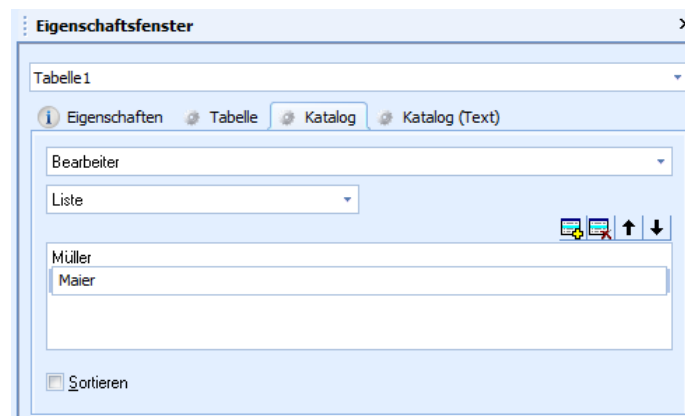 Eigenschaftsfenster
Tabelle1
Eigenschaften Tabelle Katalog Katalog (Text)
Bearbeiter
Liste
Müller
Maier
Sortieren